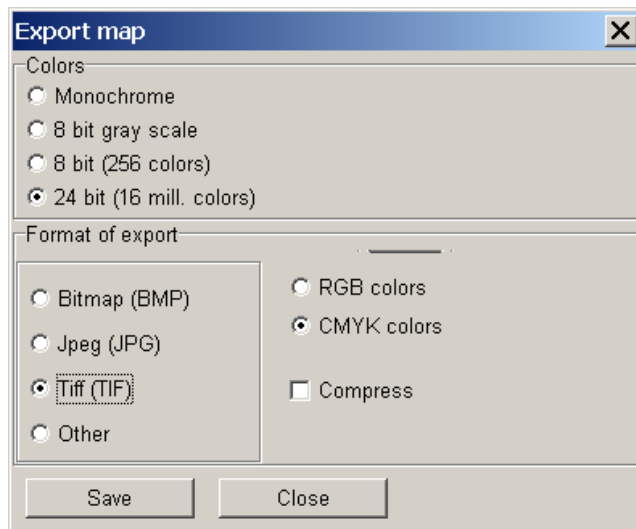 Export map
Colors
Monochrome
8 bit gray scale
8 bit (256 colors)
24 bit (16 mill. colors)
Format of export
Bitmap (BMP)
Jpeg (JPG)
Tiff (TIF)
Other
RGB colors
CMYK colors
Compress
Save
Close